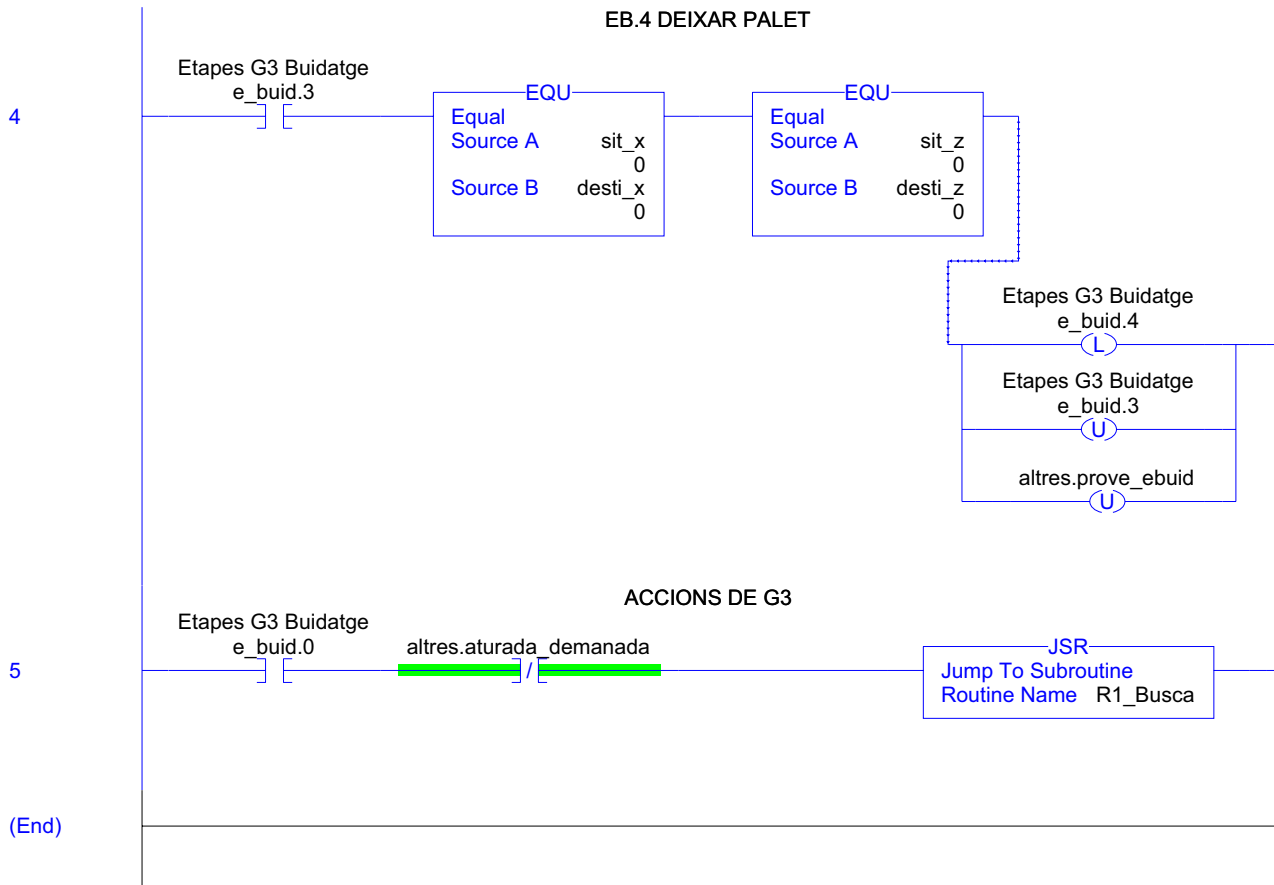 EB.4 DEIXAR PALET
Etapes G3 Buidatge
e_buid.3
4
EQU
Equal
Source A sit_x
0
Source B desti_x
0
EQU
Equal
Source A sit_z
0
Source B desti_z
0
Etapes G3 Buidatge
e_buid.4
L
Etapes G3 Buidatge
e_buid.3
U
altres.prove_ebuid
U
ACCIONS DE G3
Etapes G3 Buidatge
e_buid.0
altres.aturada_demanada
/
5
JSR
Jump To Subroutine
Routine Name R1_Busca
(End)